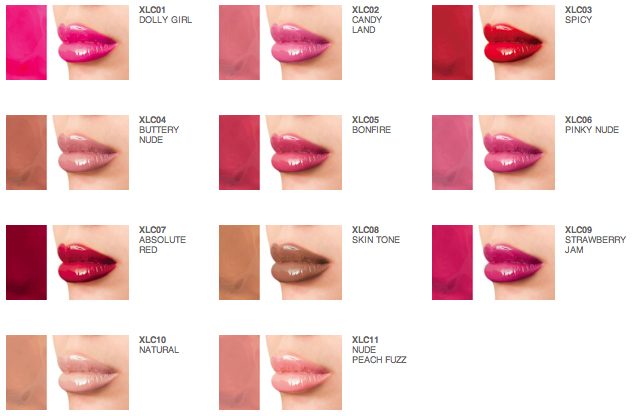 XLC01
DOLLY GIRL
XLC02
CANDY
LAND
XLC03
SPICY
XLC04
BUTTERY
NUDE
XLC05
BONFIRE
XLC06
PINKY NUDE
XLC07
ABSOLUTE
RED
XLC08
SKIN TONE
XLC09
STRAWBERRY
JAM
XLC10
NATURAL
XLC11
NUDE
PEACH FUZZ